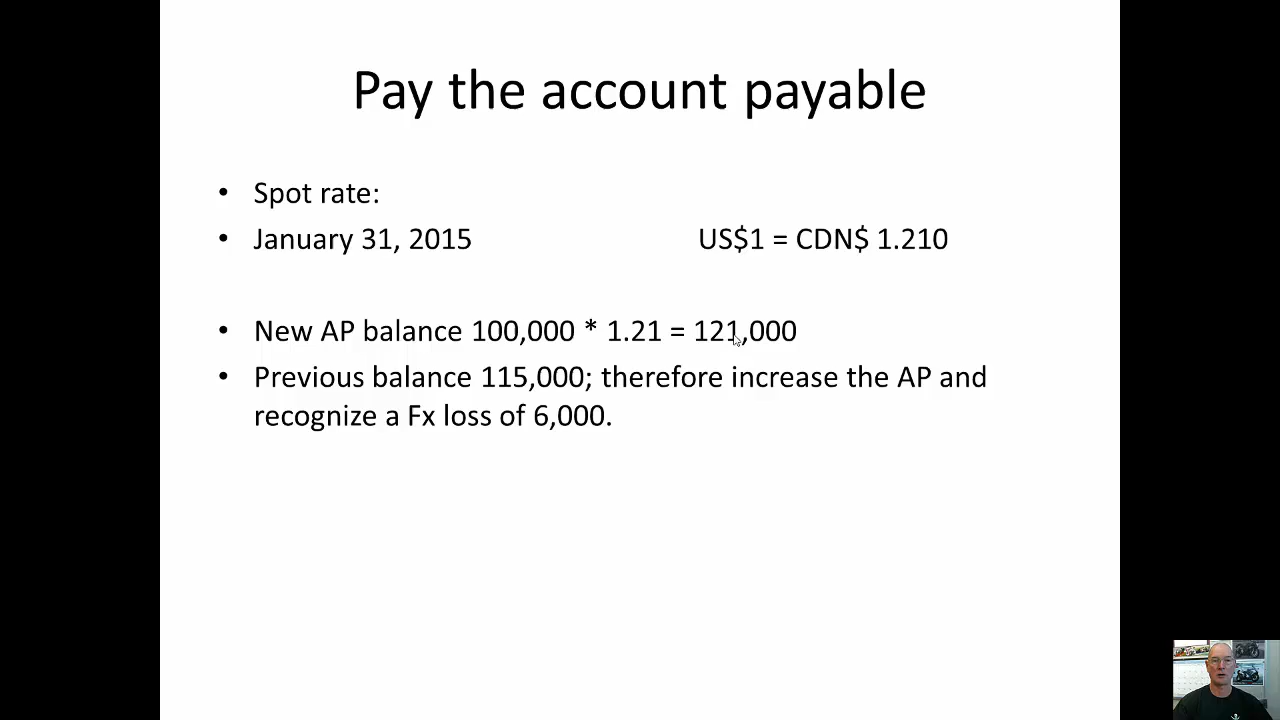 Pay the account payable
• Spot rate:
• January 31, 2015 US$1 = CDN$ 1.210
• New AP balance 100,000 * 1.21 = 121,000
• Previous balance 115,000; therefore increase the AP and
recognize a Fx loss of 6,000.